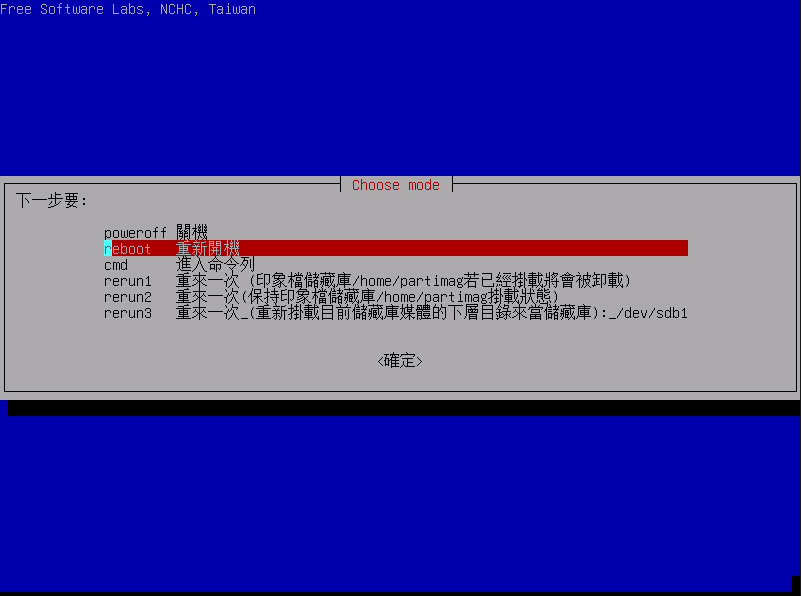 Free Software Labs, NCHC, Taiwan
Choose mode
下一步要:
poweroff 關機
reboot 重新開機
cmd 進入命令列
rerun1 重來一次 (印象檔儲藏庫/home/partimag若已經掛載將會被卸載)
rerun2 重來一次(保持印象檔儲藏庫/home/partimag掛載狀態)
rerun3 重來一次_(重新掛載目前儲藏庫媒體的下層目錄來當儲藏庫):_/dev/sdb1
<確定>